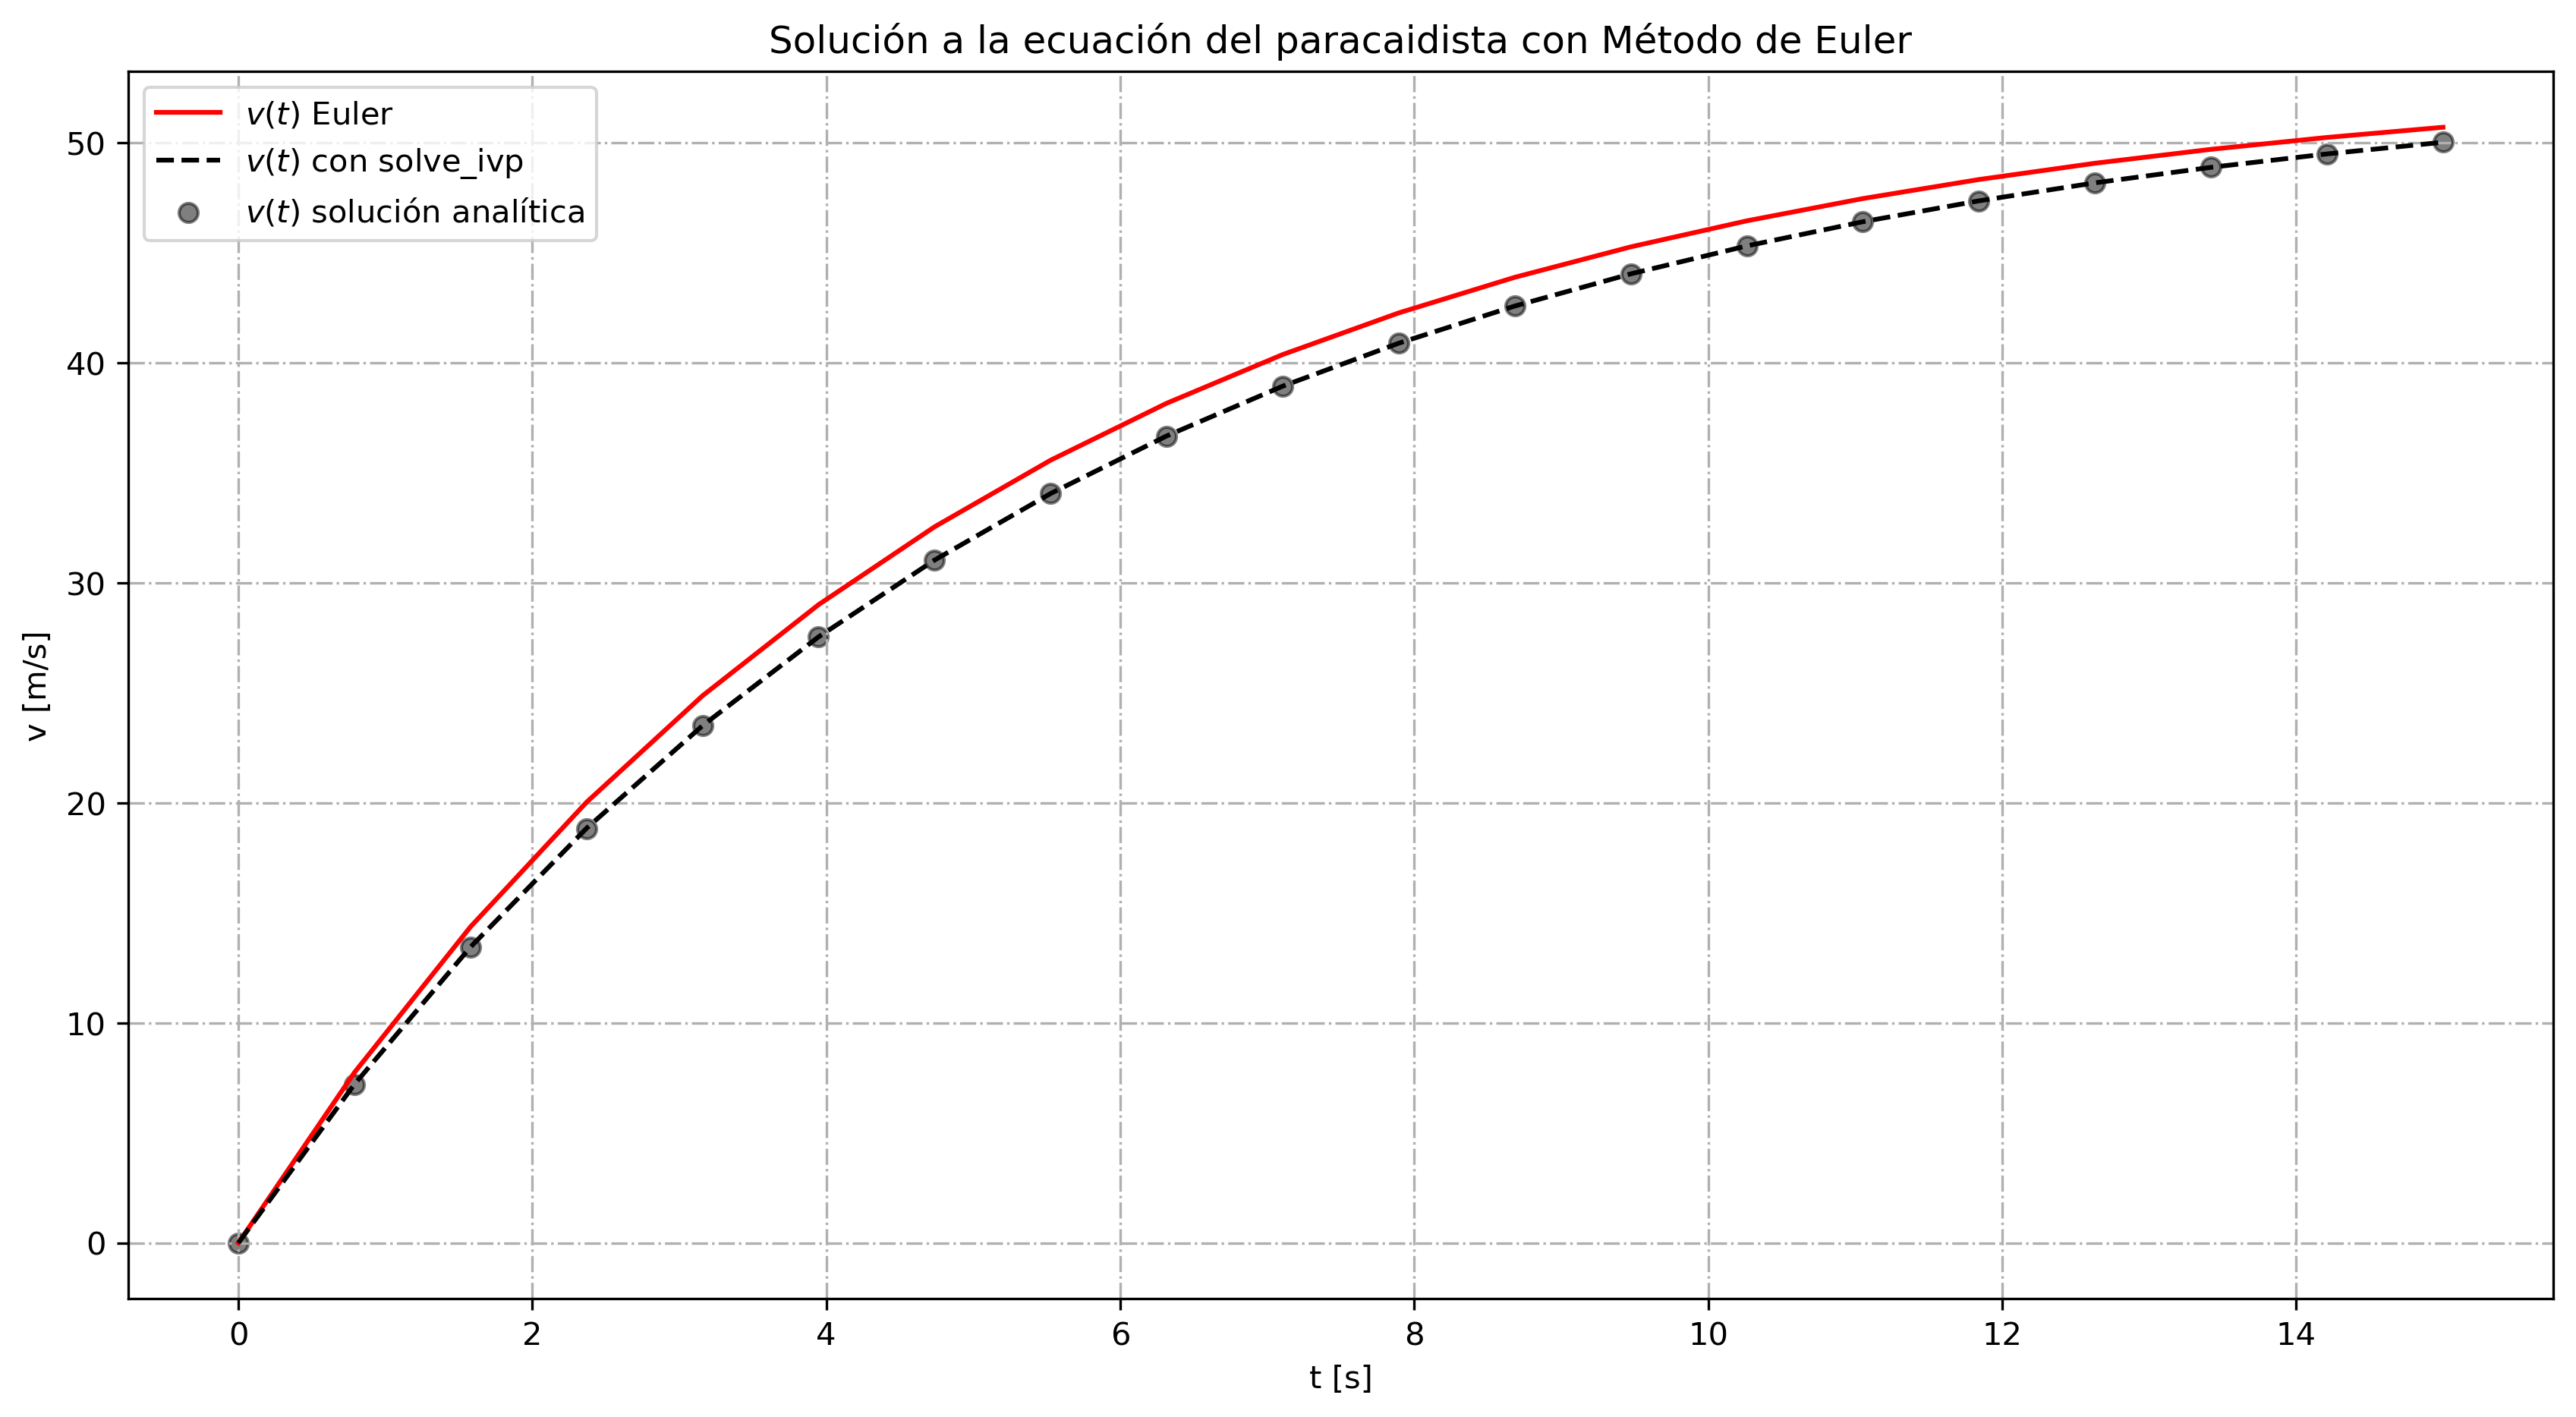 Solución a la ecuación del paracaidista con Método de Euler
v(t) Euler
v(t) con solve_ivp
v(t) solución analítica
50
40
30
20
10
0
v [m/s]
0 2 4 6 8 10 12 14
t [s]